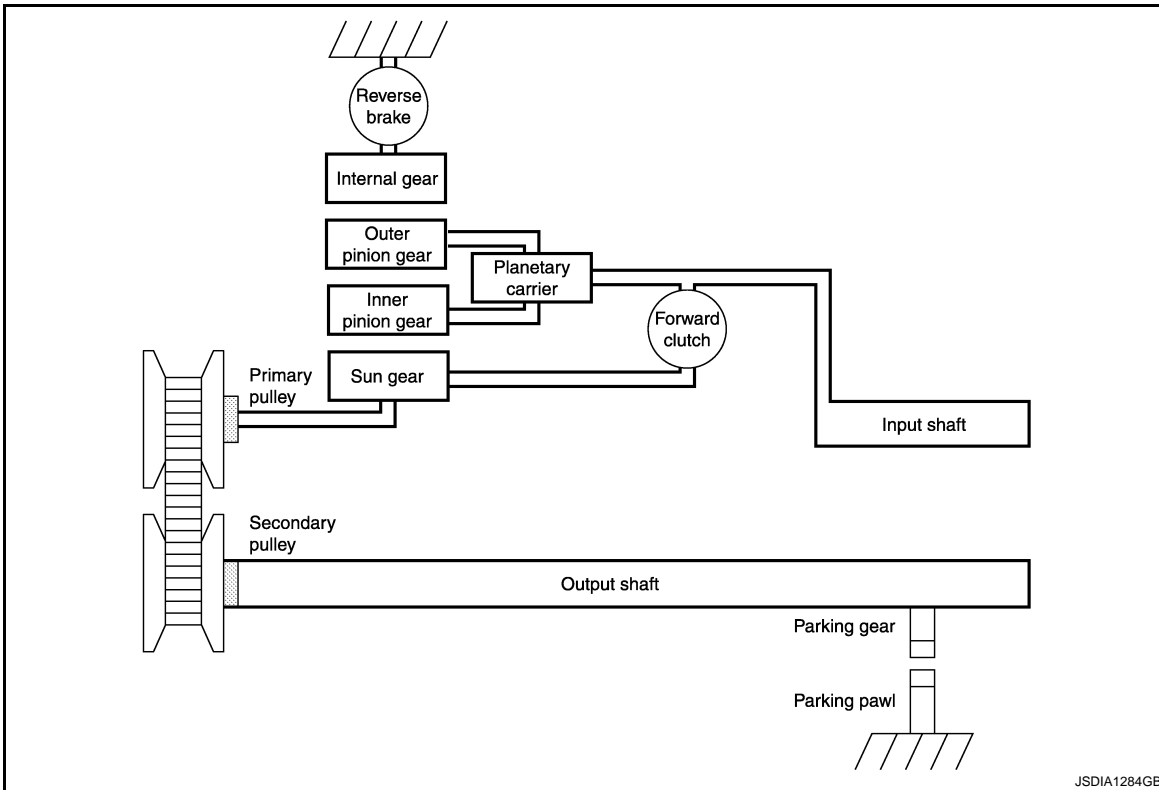 Reverse
brake
Internal gear
Outer
pinion gear
Planetary
carrier
Inner
pinion gear
Forward
clutch
Primary
pulley
Sun gear
Input shaft
Secondary
pulley
Output shaft
Parking gear
Parking pawl
JSDIA1284GB